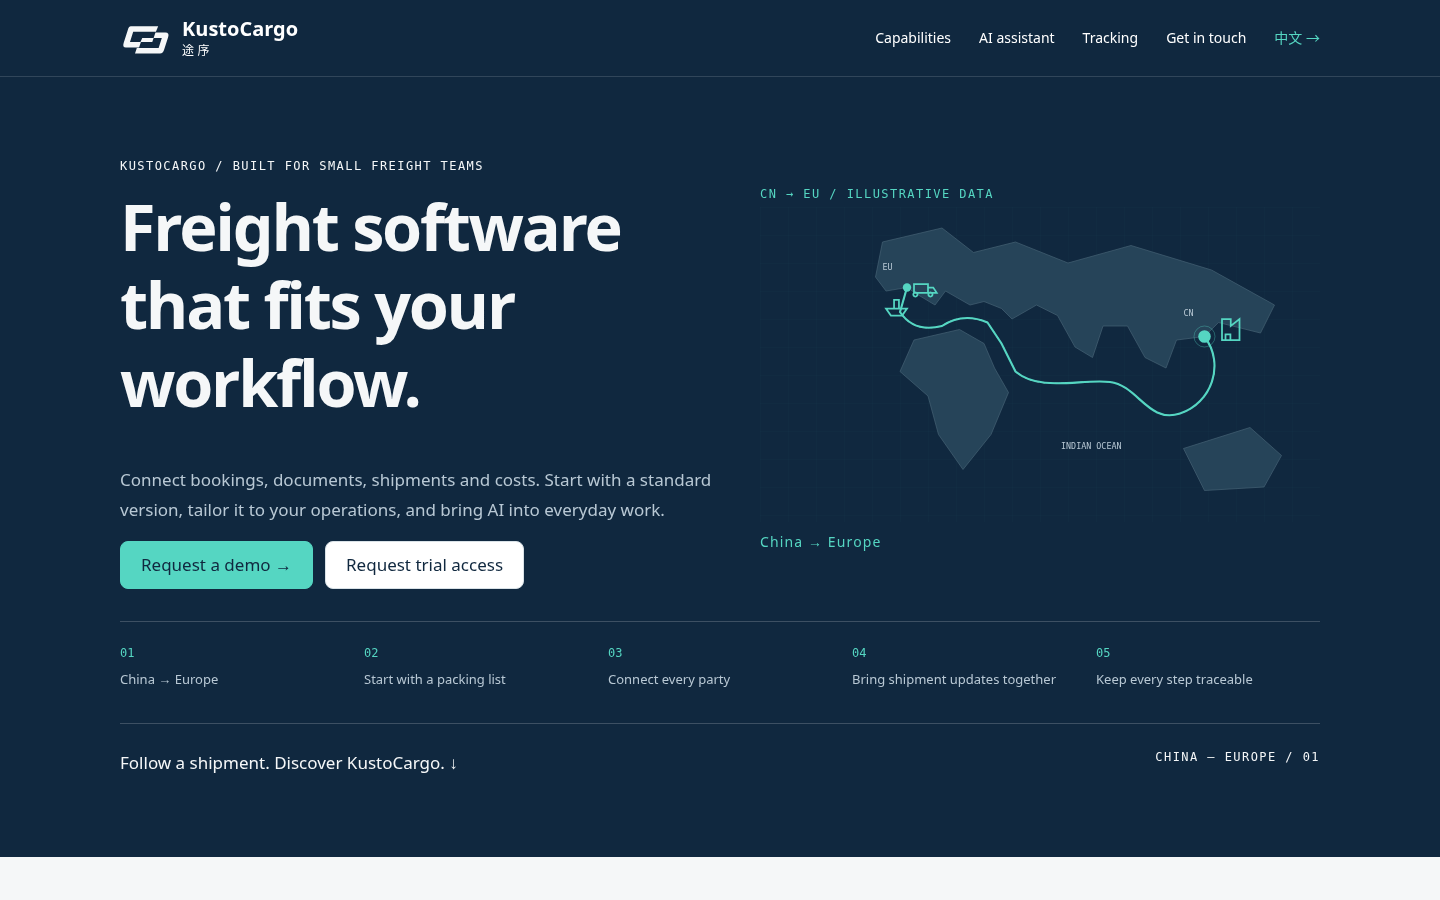 KustoCargo
途序
Capabilities
AI assistant
Tracking
Get in touch
中文 →
KUSTOCARGO / BUILT FOR SMALL FREIGHT TEAMS
Freight software
that fits your
workflow.
Connect bookings, documents, shipments and costs. Start with a standard
version, tailor it to your operations, and bring AI into everyday work.
Request a demo →
Request trial access
CN → EU / ILLUSTRATIVE DATA
EU
CN
INDIAN OCEAN
China → Europe
01
China → Europe
02
Start with a packing list
03
Connect every party
04
Bring shipment updates together
05
Keep every step traceable
Follow a shipment. Discover KustoCargo. ↓
CHINA — EUROPE / 01